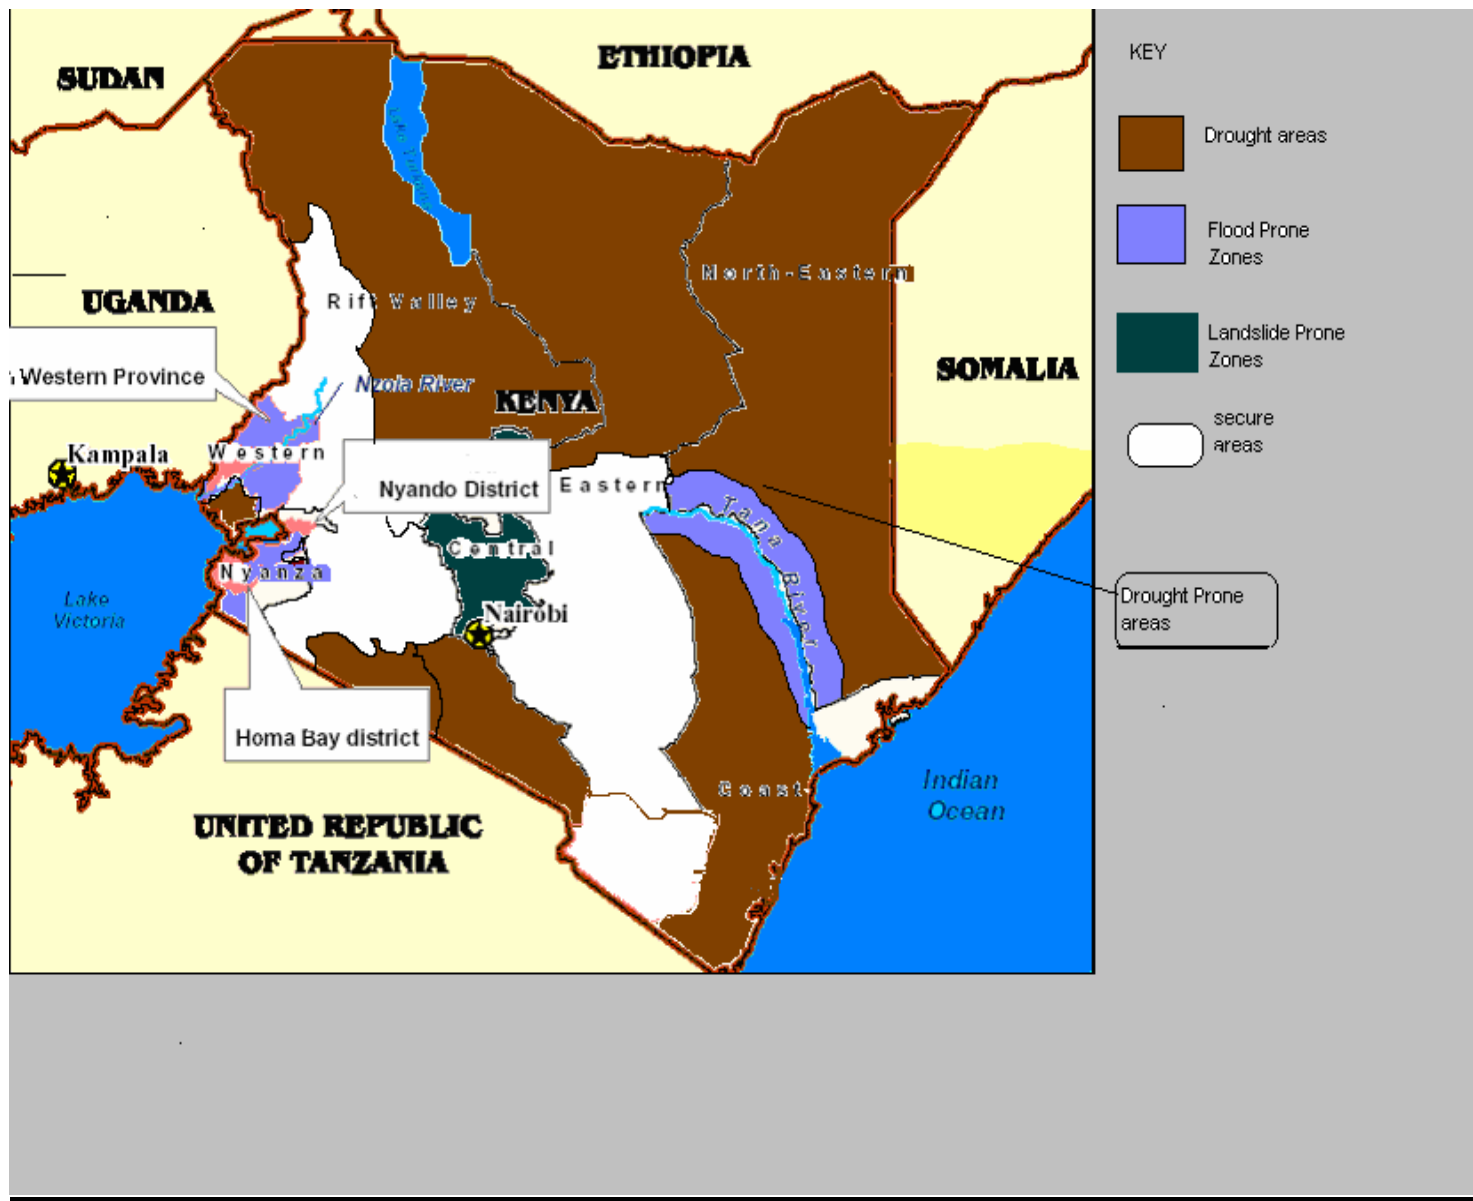 SUDAN
ETHIOPIA
KEY
Drought areas
Flood Prone
Zones
Landslide Prone
Zones
secure
areas
Drought Prone
areas
North-Eastern
UGANDA
Rift Valley
Western Province
Nzoia River
KENYA
SOMALIA
Kampala
Western
Nyando District
Eastern
Tana River
Central
Nyanza
Lake
Victoria
Nairobi
Homa Bay district
Coast
Indian
Ocean
UNITED REPUBLIC
OF TANZANIA